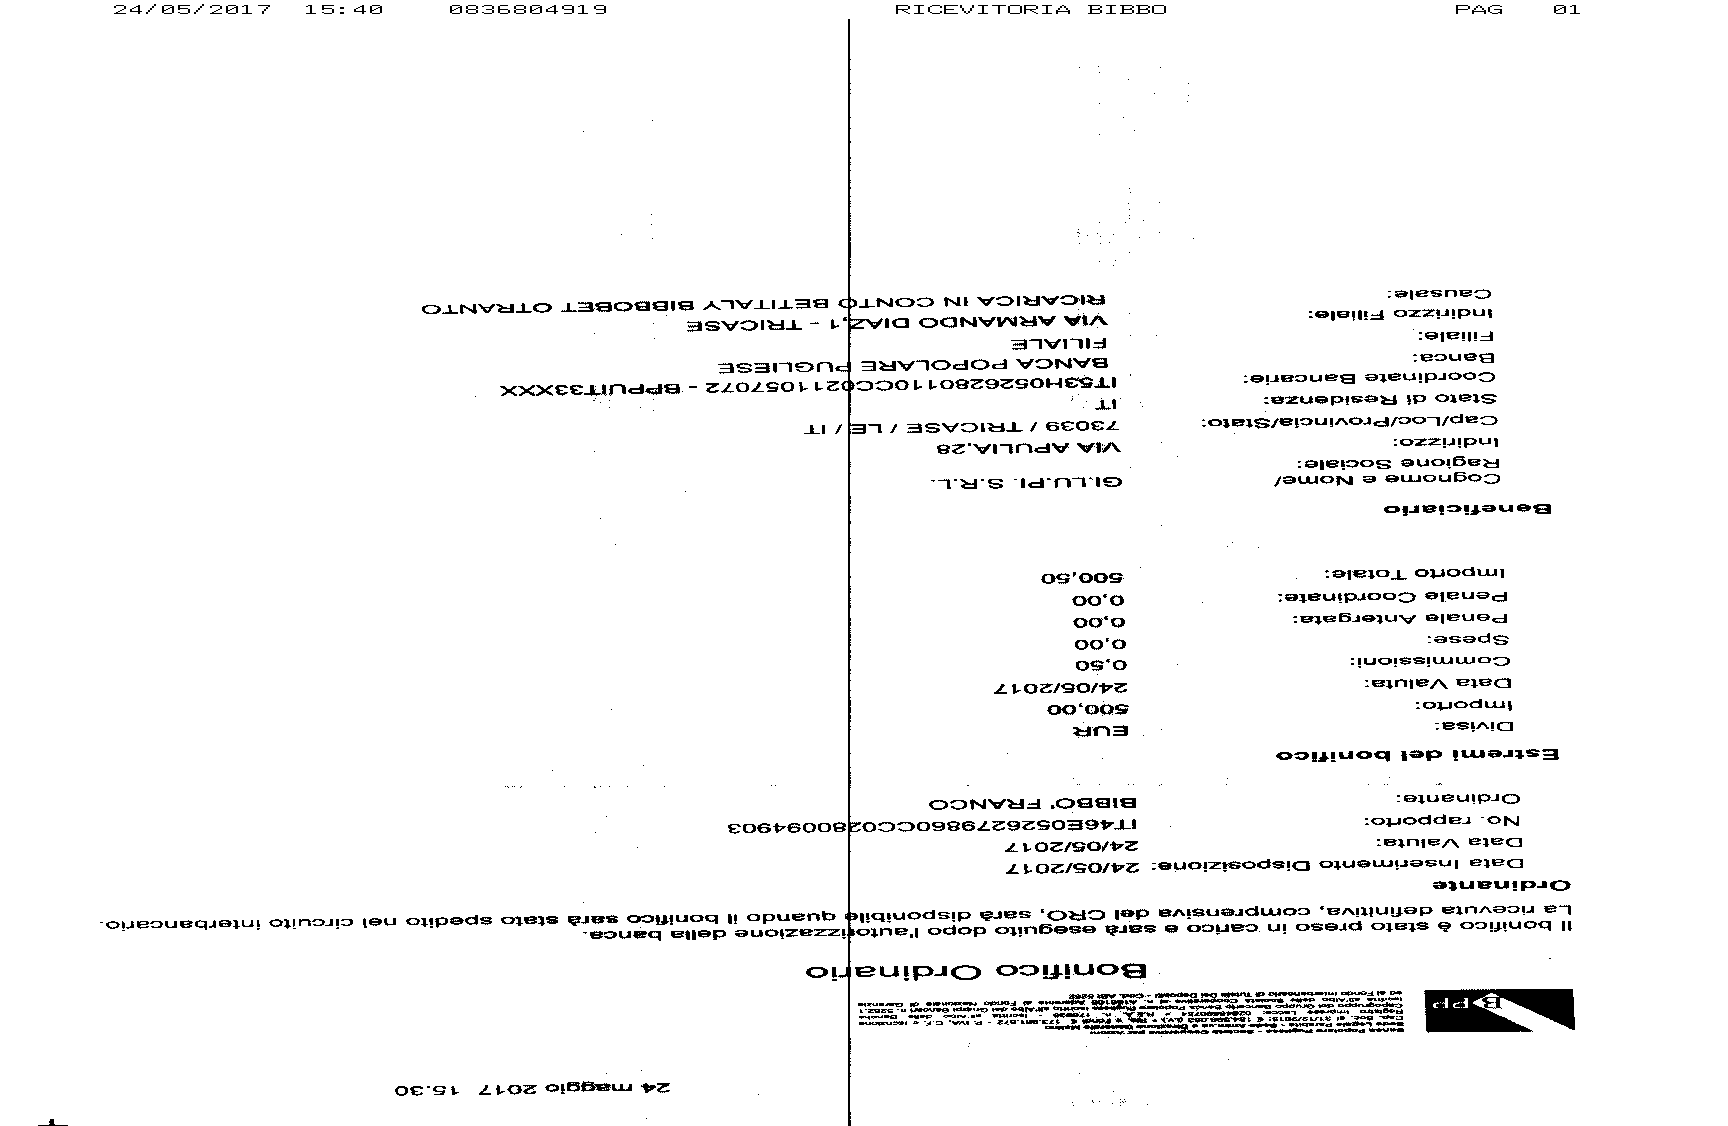 24/05/2017 15:40 0836804919 RICEVITORIA BIBBO PAG 01
24 maggio 2017 15.30
B PP
Bonifico Ordinario
Il bonifico è stato preso in carico e sarà eseguito dopo l'autorizzazione della banca.
La ricevuta definitiva, comprensiva del CRO, sarà disponibile quando il bonifico sarà stato spedito nel circuito interbancario.
Ordinante
Data Inserimento Disposizione: 24/05/2017
Data Valuta: 24/05/2017
No. rapporto: IT46E0526279860CC0280094903
Ordinante: BIBBO' FRANCO
Estremi del bonifico
Divisa: EUR
Importo: 500,00
Data Valuta: 24/05/2017
Commissioni: 0,50
Spese: 0,00
Penale Antergata: 0,00
Penale Coordinate: 0,00
Importo Totale: 500,50
Beneficiario
Cognome e Nome/
Ragione Sociale: GI.LU.PI. S.R.L.
Indirizzo: VIA APULIA,28
Cap/Loc/Provincia/Stato: 73039 / TRICASE / LE / IT
Stato di Residenza: IT
Coordinate Bancarie: IT53H0526280110CC0211057072 - BPPUIT33XXX
Banca: BANCA POPOLARE PUGLIESE
Filiale: FILIALE
Indirizzo Filiale: VIA ARMANDO DIAZ,1 - TRICASE
Causale: RICARICA IN CONTO BETITALY BIBBOBET OTRANTO